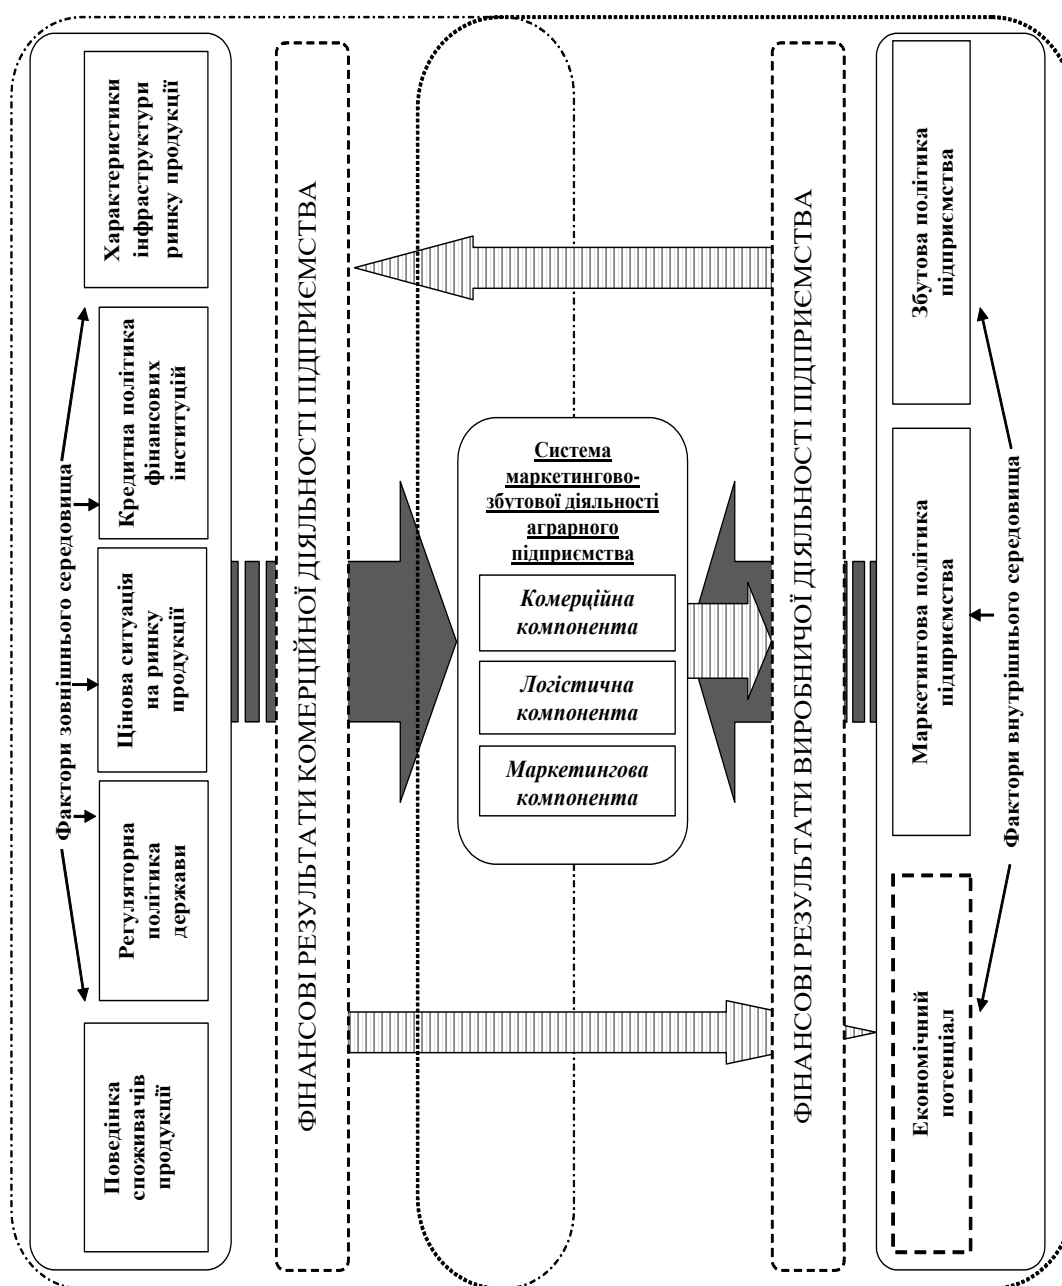 Фактори зовнішнього середовища
Поведінка
споживачів
продукції
Регуляторна
політика
держави
Цінова ситуація
на ринку
продукції
Кредитна політика
фінансових
інституцій
Характеристики
інфраструктури
ринку продукції
ФІНАНСОВІ РЕЗУЛЬТАТИ КОМЕРЦІЙНОЇ ДІЯЛЬНОСТІ ПІДПРИЄМСТВА
Система
маркетингово-
збутової діяльності
аграрного
підприємства
Комерційна
компонента
Логістична
компонента
Маркетингова
компонента
ФІНАНСОВІ РЕЗУЛЬТАТИ ВИРОБНИЧОЇ ДІЯЛЬНОСТІ ПІДПРИЄМСТВА
Економічний
потенціал
Маркетингова політика
підприємства
Збутова політика
підприємства
Фактори внутрішнього середовища